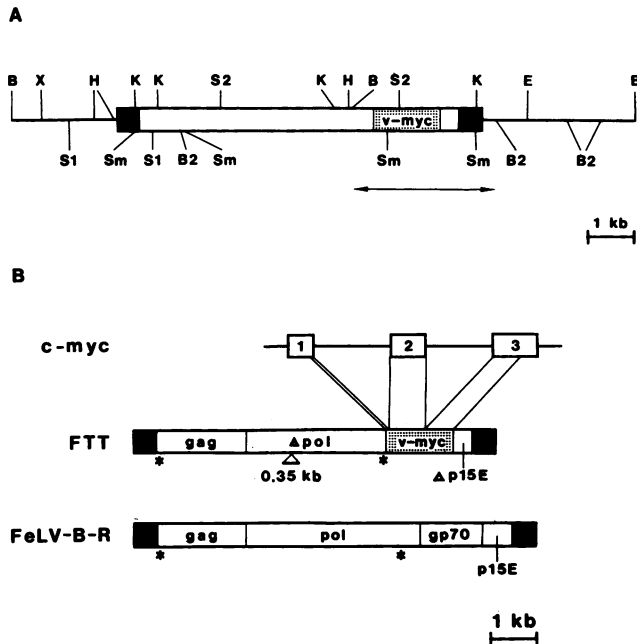 A
B X H K K S2 K H B S2 K E B
v-myc
S1 Sm S1 B2 Sm Sm Sm B2 B2
1 kb
B
c-myc 1 2 3
FTT gag ▲pol v-myc
* △ *
0.35 kb ▲p15E
FeLV-B-R gag pol gp70
* *
p15E
1 kb